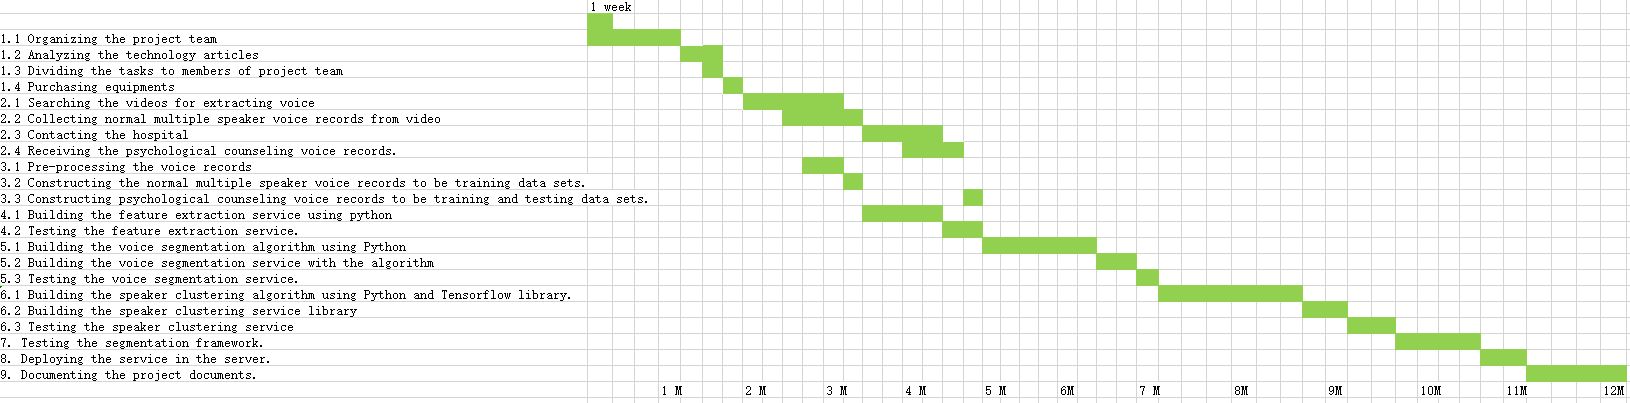 1 week
1.1 Organizing the project team
1.2 Analyzing the technology articles
1.3 Dividing the tasks to members of project team
1.4 Purchasing equipments
2.1 Searching the videos for extracting voice
2.2 Collecting normal multiple speaker voice records from video
2.3 Contacting the hospital
2.4 Receiving the psychological counseling voice records.
3.1 Pre-processing the voice records
3.2 Constructing the normal multiple speaker voice records to be training data sets.
3.3 Constructing psychological counseling voice records to be training and testing data sets.
4.1 Building the feature extraction service using python
4.2 Testing the feature extraction service.
5.1 Building the voice segmentation algorithm using Python
5.2 Building the voice segmentation service with the algorithm
5.3 Testing the voice segmentation service.
6.1 Building the speaker clustering algorithm using Python and Tensorflow library.
6.2 Building the speaker clustering service library
6.3 Testing the speaker clustering service
7. Testing the segmentation framework.
8. Deploying the service in the server.
9. Documenting the project documents.
1 M 2 M 3 M 4 M 5 M 6M 7 M 8M 9M 10M 11M 12M